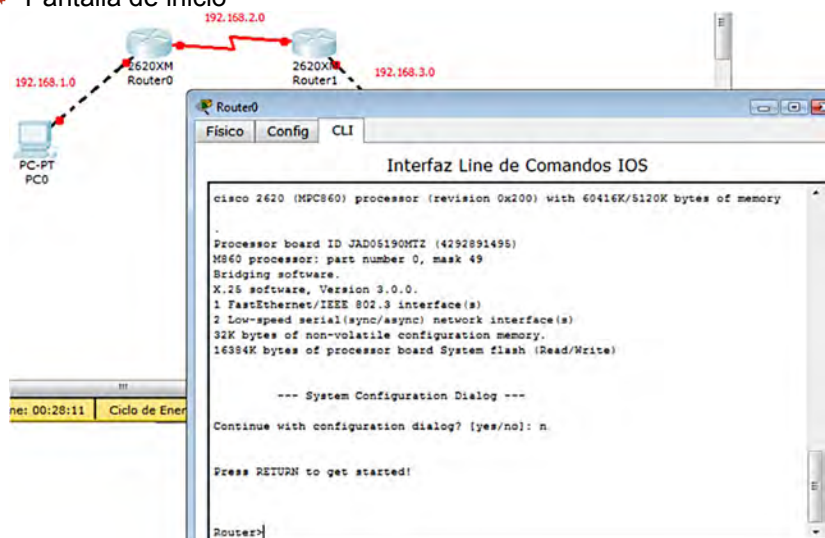 Pantalla de inicio
192.168.2.0
2620XM
Router0
2620XM
Router1
192.168.1.0
192.168.3.0
PC-PT
PC0
Router0
Físico Config CLI
Interfaz Line de Comandos IOS
cisco 2620 (MPC860) processor (revision 0x200) with 60416K/5120K bytes of memory
.
Processor board ID JAD05190MTZ (4292891495)
M860 processor: part number 0, mask 49
Bridging software.
X.25 software, Version 3.0.0.
1 FastEthernet/IEEE 802.3 interface(s)
2 Low-speed serial(sync/async) network interface(s)
32K bytes of non-volatile configuration memory.
16384K bytes of processor board System flash (Read/Write)
--- System Configuration Dialog ---
Continue with configuration dialog? [yes/no]: n
Press RETURN to get started!
Router>
me: 00:28:11 Ciclo de Ener